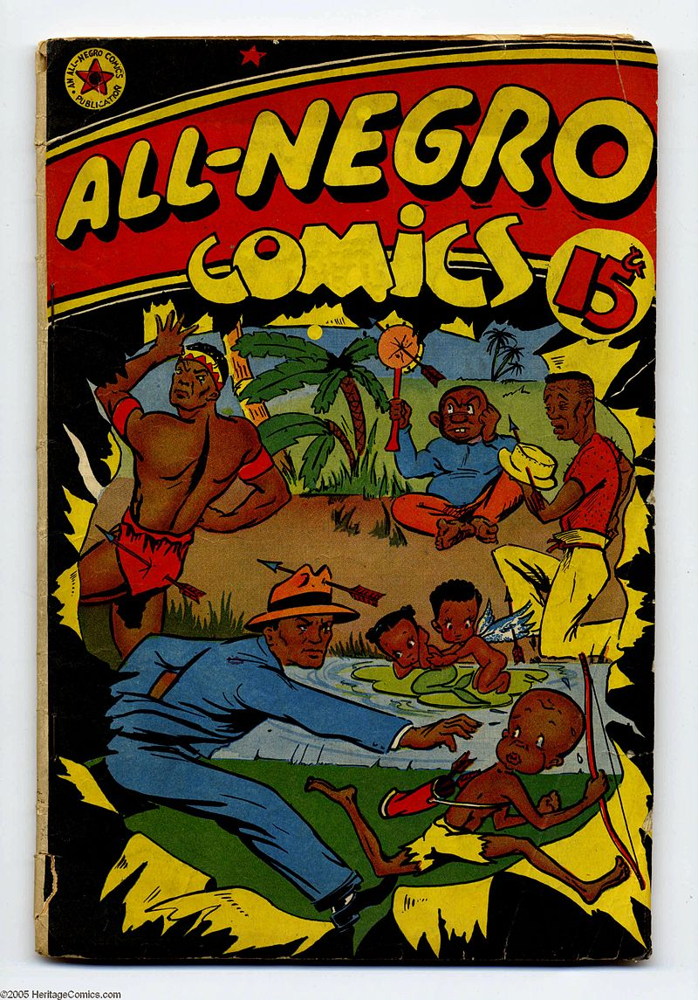 AN ALL-NEGRO COMICS
PUBLICATION
ALL-NEGRO
COMICS
15¢
©2005 HeritageComics.com